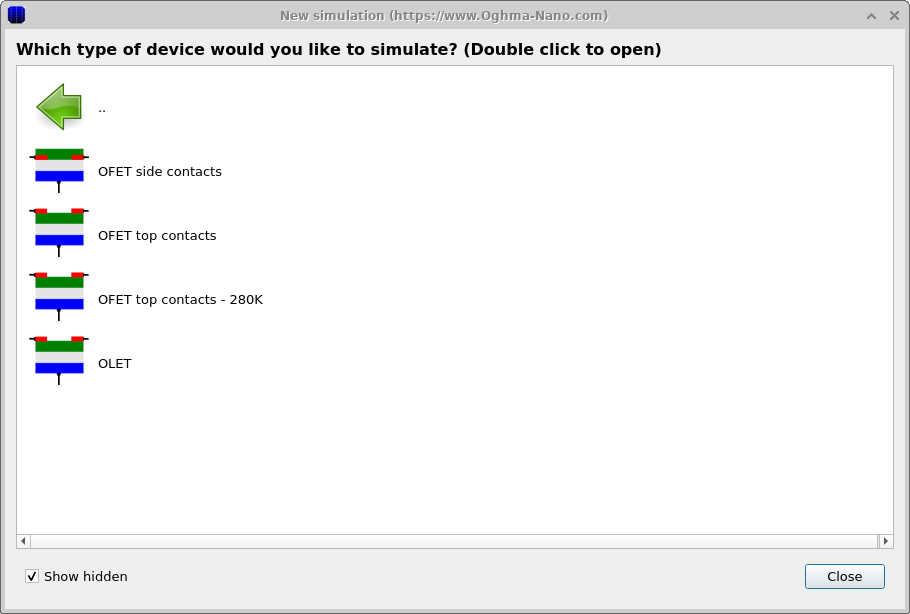 New simulation (https://www.Oghma-Nano.com)
Which type of device would you like to simulate? (Double click to open)
..
OFET side contacts
OFET top contacts
OFET top contacts - 280K
OLET
Show hidden
Close